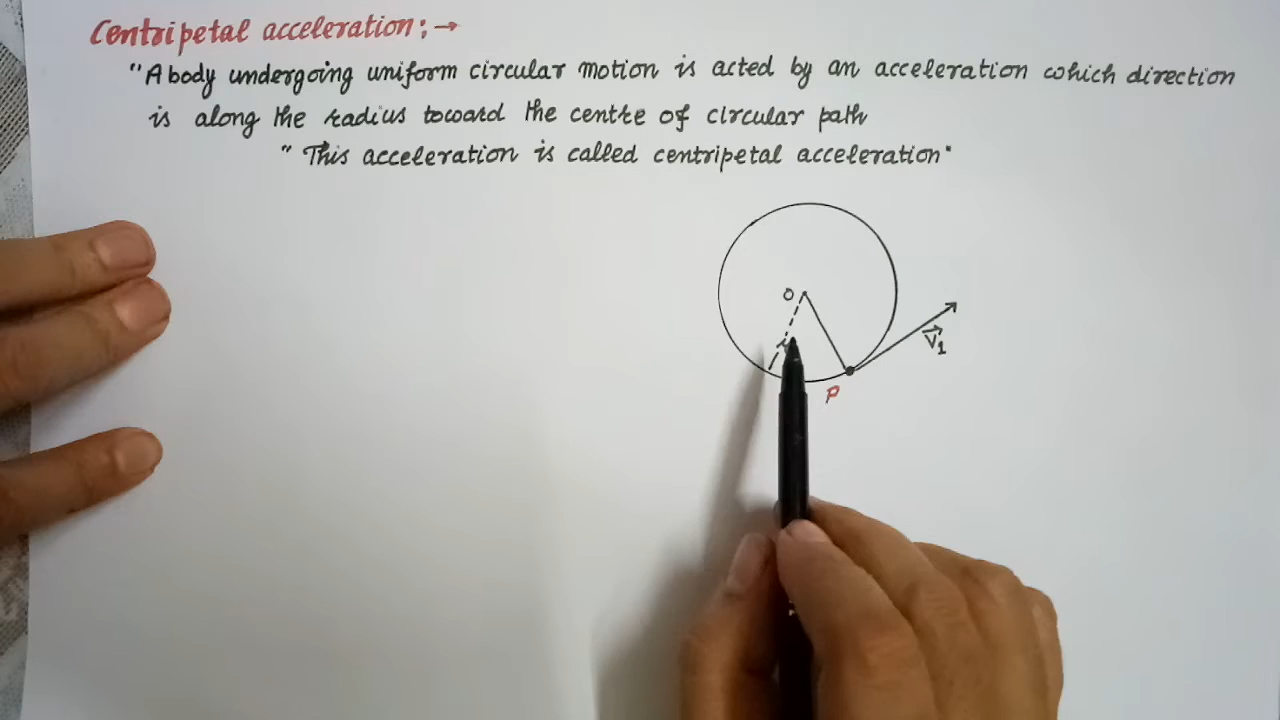 Centripetal acceleration:→
"A body undergoing uniform circular motion is acted by an acceleration which direction
is along the radius toward the centre of circular path
"This acceleration is called centripetal acceleration"
O
V₁
P